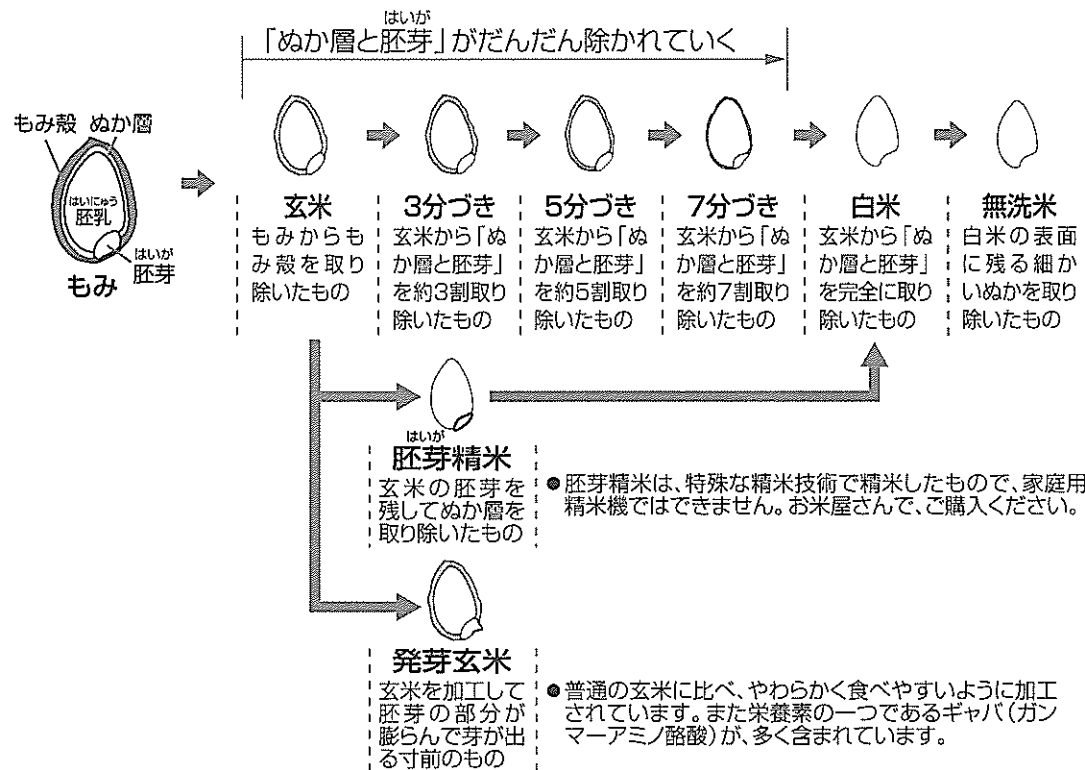 「ぬか層と胚芽」がだんだん除かれていく
はいが
もみ殻 ぬか層
はいにゅう
胚乳
はいが
胚芽
もみ
玄米
もみからも
み殻を取り
除いたもの
3分づき
玄米から「ぬ
か層と胚芽」
を約3割取り
除いたもの
5分づき
玄米から「ぬ
か層と胚芽」
を約5割取り
除いたもの
7分づき
玄米から「ぬ
か層と胚芽」
を約7割取り
除いたもの
白米
玄米から「ぬ
か層と胚芽」
を完全に取り
除いたもの
無洗米
白米の表面
に残る細か
いぬかを取り
除いたもの
はいが
胚芽精米
玄米の胚芽を
残してぬか層を
取り除いたもの
●胚芽精米は、特殊な精米技術で精米したもので、家庭用
精米機ではできません。お米屋さんで、ご購入ください。
発芽玄米
玄米を加工して
胚芽の部分が
膨らんで芽が出
る寸前のもの
●普通の玄米に比べ、やわらかく食べやすいように加工
されています。また栄養素の一つであるギャバ(ガン
マーアミノ酪酸)が、多く含まれています。